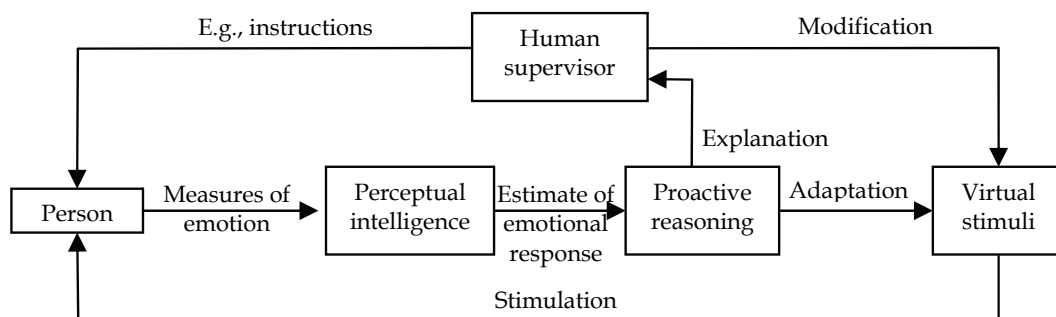 E.g., instructions
Human
supervisor
Modification
Explanation
Person
Measures of
emotion
Perceptual
intelligence
Estimate of
emotional
response
Proactive
reasoning
Adaptation
Virtual
stimuli
Stimulation